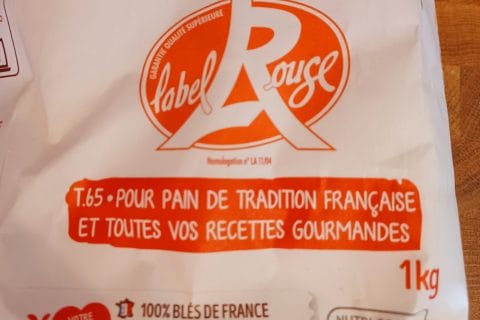 GARANTIE QUALITÉ SUPÉRIEURE
label Rouge
Homologation n° LA 11/04
T.65 • POUR PAIN DE TRADITION FRANÇAISE
ET TOUTES VOS RECETTES GOURMANDES
1kg
NOTRE
100% BLÉS DE FRANCE